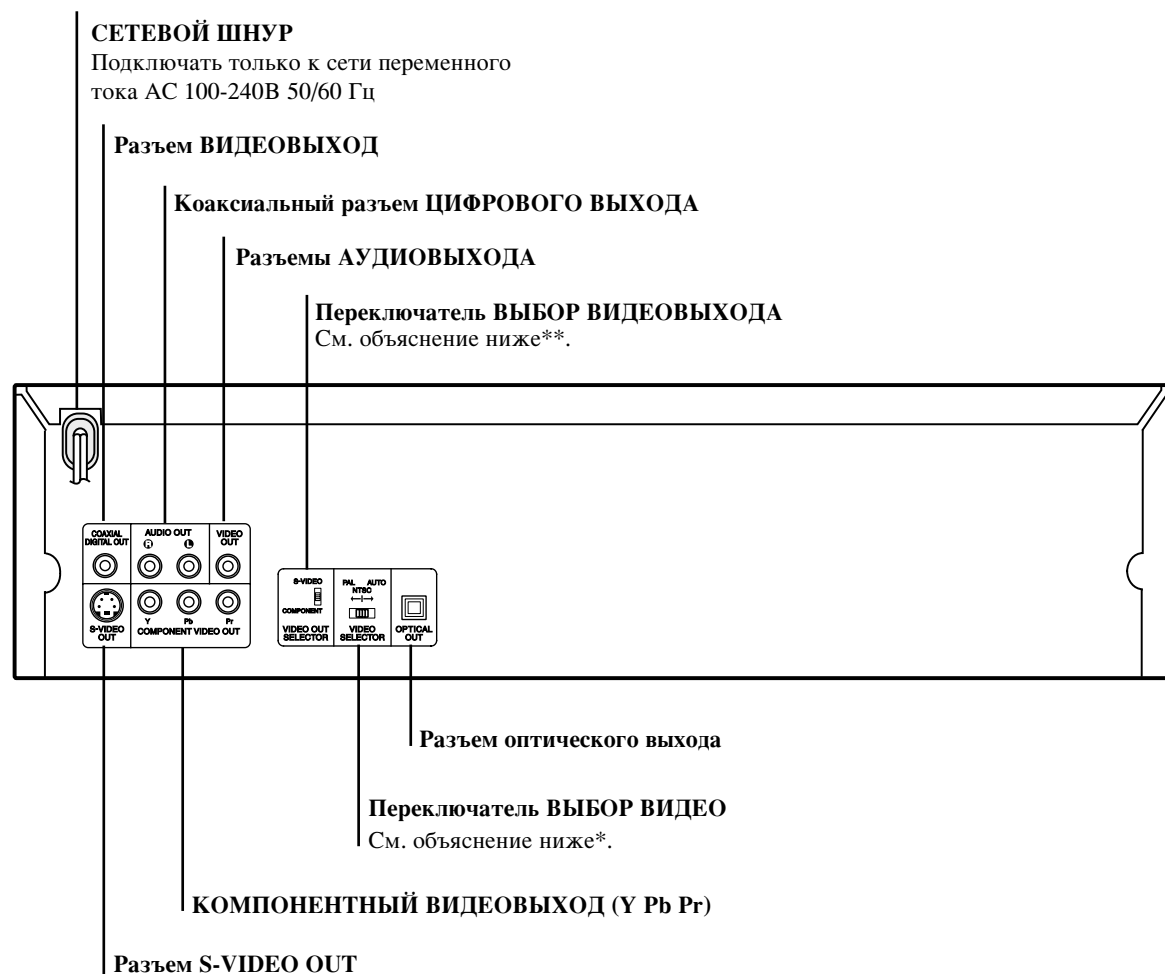 СЕТЕВОЙ ШНУР
Подключать только к сети переменного
тока АС 100-240В 50/60 Гц
Разъем ВИДЕОВЫХОД
Коаксиальный разъем ЦИФРОВОГО ВЫХОДА
Разъемы АУДИОВЫХОДА
Переключатель ВЫБОР ВИДЕОВЫХОДА
См. объяснение ниже**.
COAXIAL
DIGITAL OUT
AUDIO OUT
R L
VIDEO
OUT
S-VIDEO
OUT
Y Pb Pr
COMPONENT VIDEO OUT
S-VIDEO
COMPONENT
VIDEO OUT
SELECTOR
PAL AUTO
NTSC
VIDEO
SELECTOR
OPTICAL
OUT
Разъем оптического выхода
Переключатель ВЫБОР ВИДЕО
См. объяснение ниже*.
КОМПОНЕНТНЫЙ ВИДЕОВЫХОД (Y Pb Pr)
Разъем S-VIDEO OUT